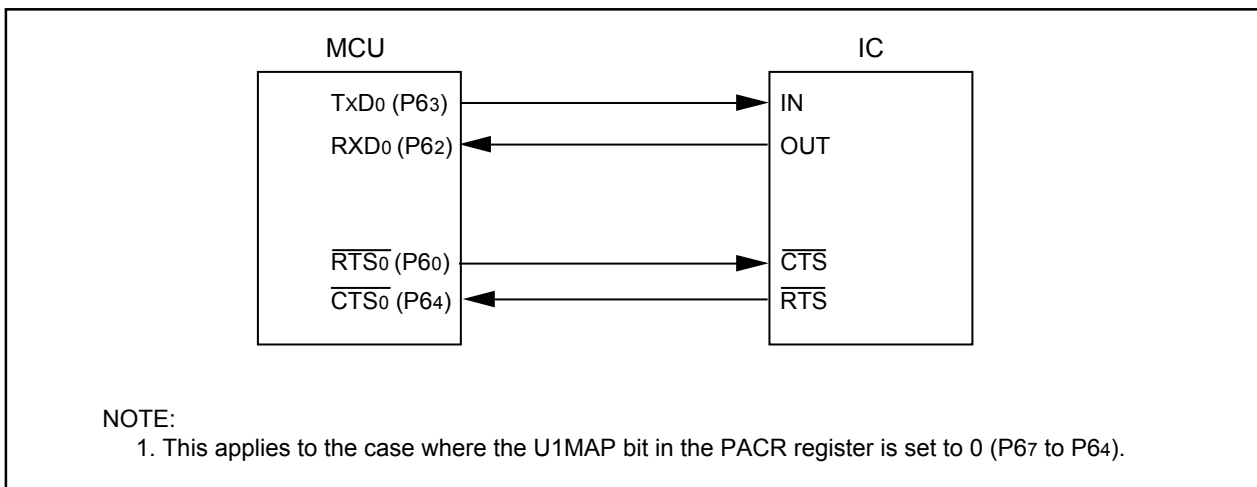 MCU IC
TxD0 (P63) IN
RXD0 (P62) OUT
RTS0 (P60) CTS
CTS0 (P64) RTS
NOTE:
1. This applies to the case where the U1MAP bit in the PACR register is set to 0 (P67 to P64).